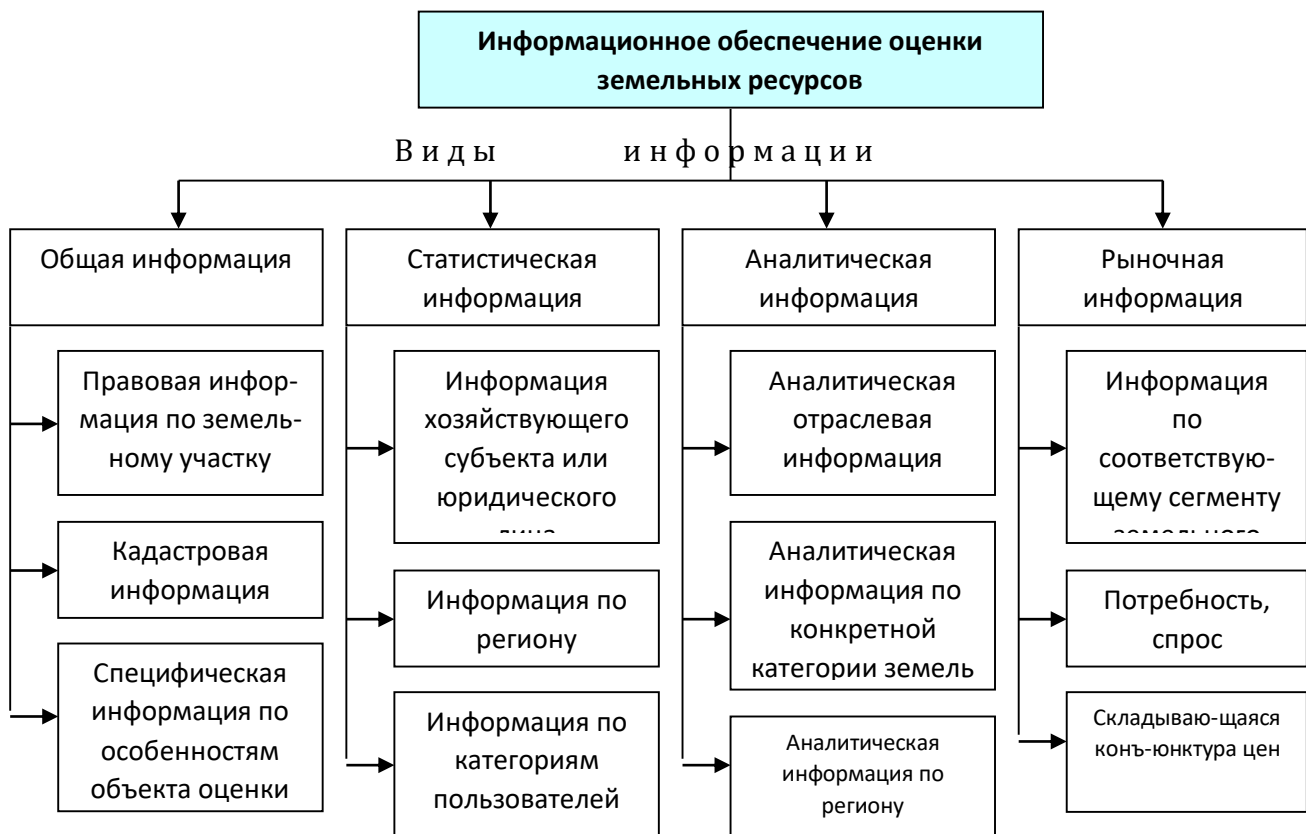 Информационное обеспечение оценки
земельных ресурсов
Виды информации
Общая информация
Статистическая
информация
Аналитическая
информация
Рыночная
информация
Правовая инфор-
мация по земель-
ному участку
Кадастровая
информация
Специфическая
информация по
особенностям
объекта оценки
Информация
хозяйствующего
субъекта или
юридического
лица
Информация по
региону
Информация по
категориям
пользователей
Аналитическая
отраслевая
информация
Аналитическая
информация по
конкретной
категории земель
Аналитическая
информация по
региону
Информация
по
соответствую-
щему сегменту
земельного
Потребность,
спрос
Складываю-щаяся
конъ-юнктура цен